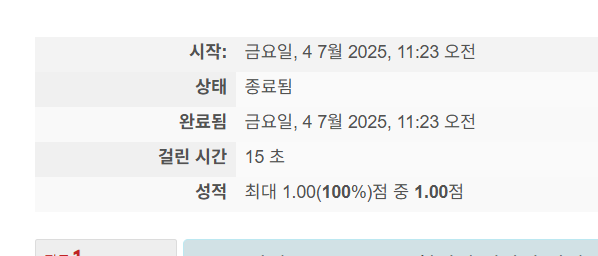 시작: 금요일, 4 7월 2025, 11:23 오전
상태 종료됨
완료됨 금요일, 4 7월 2025, 11:23 오전
걸린 시간 15 초
성적 최대 1.00(100%)점 중 1.00점
1